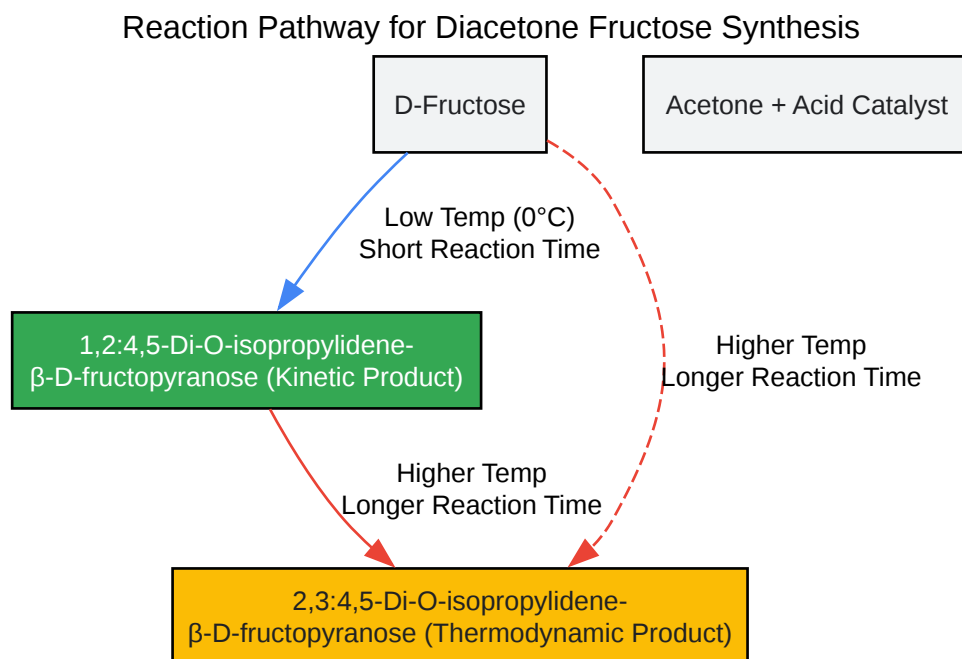 Reaction Pathway for Diacetone Fructose Synthesis
D-Fructose
Acetone + Acid Catalyst
Low Temp (0°C)
Short Reaction Time
1,2:4,5-Di-O-isopropylidene-
β-D-fructopyranose (Kinetic Product)
Higher Temp
Longer Reaction Time
Higher Temp
Longer Reaction Time
2,3:4,5-Di-O-isopropylidene-
β-D-fructopyranose (Thermodynamic Product)